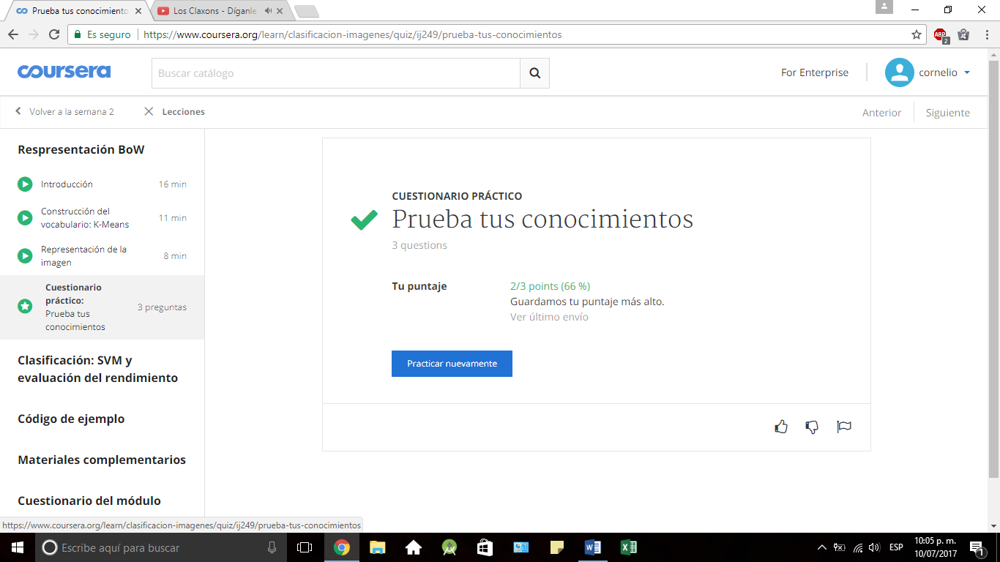 Prueba tus conocimiento
Los Claxons - Díganle
Es seguro
https://www.coursera.org/learn/clasificacion-imagenes/quiz/ij249/prueba-tus-conocimientos
ABP
2
coursera
Buscar catálogo
For Enterprise
cornelio
Volver a la semana 2
Lecciones
Anterior
Siguiente
Respresentación BoW
Introducción
16 min
Construcción del
vocabulario: K-Means
11 min
Representación de la
imagen
8 min
Cuestionario
práctico:
Prueba tus
conocimientos
3 preguntas
Clasificación: SVM y
evaluación del rendimiento
Código de ejemplo
Materiales complementarios
Cuestionario del módulo
CUESTIONARIO PRÁCTICO
Prueba tus conocimientos
3 questions
Tu puntaje
2/3 points (66 %)
Guardamos tu puntaje más alto.
Ver último envío
Practicar nuevamente
https://www.coursera.org/learn/clasificacion-imagenes/quiz/ij249/prueba-tus-conocimientos
Escribe aquí para buscar
ESP
10:05 p. m.
10/07/2017
1